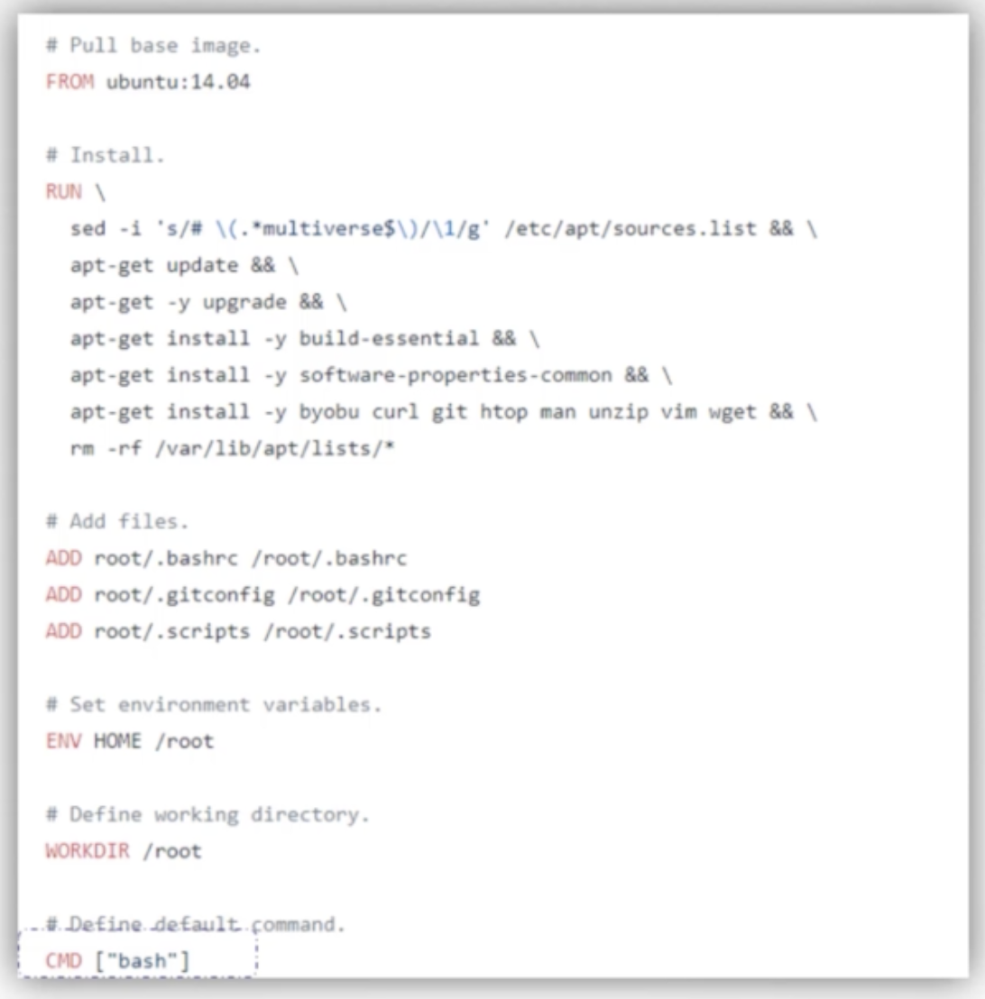 # Pull base image.
FROM ubuntu:14.04
# Install.
RUN \
sed -i 's/# \(.*multiverse$\)/\1/g' /etc/apt/sources.list && \
apt-get update && \
apt-get -y upgrade && \
apt-get install -y build-essential && \
apt-get install -y software-properties-common && \
apt-get install -y byobu curl git htop man unzip vim wget && \
rm -rf /var/lib/apt/lists/*
# Add files.
ADD root/.bashrc /root/.bashrc
ADD root/.gitconfig /root/.gitconfig
ADD root/.scripts /root/.scripts
# Set environment variables.
ENV HOME /root
# Define working directory.
WORKDIR /root
# Define default command.
CMD ["bash"]